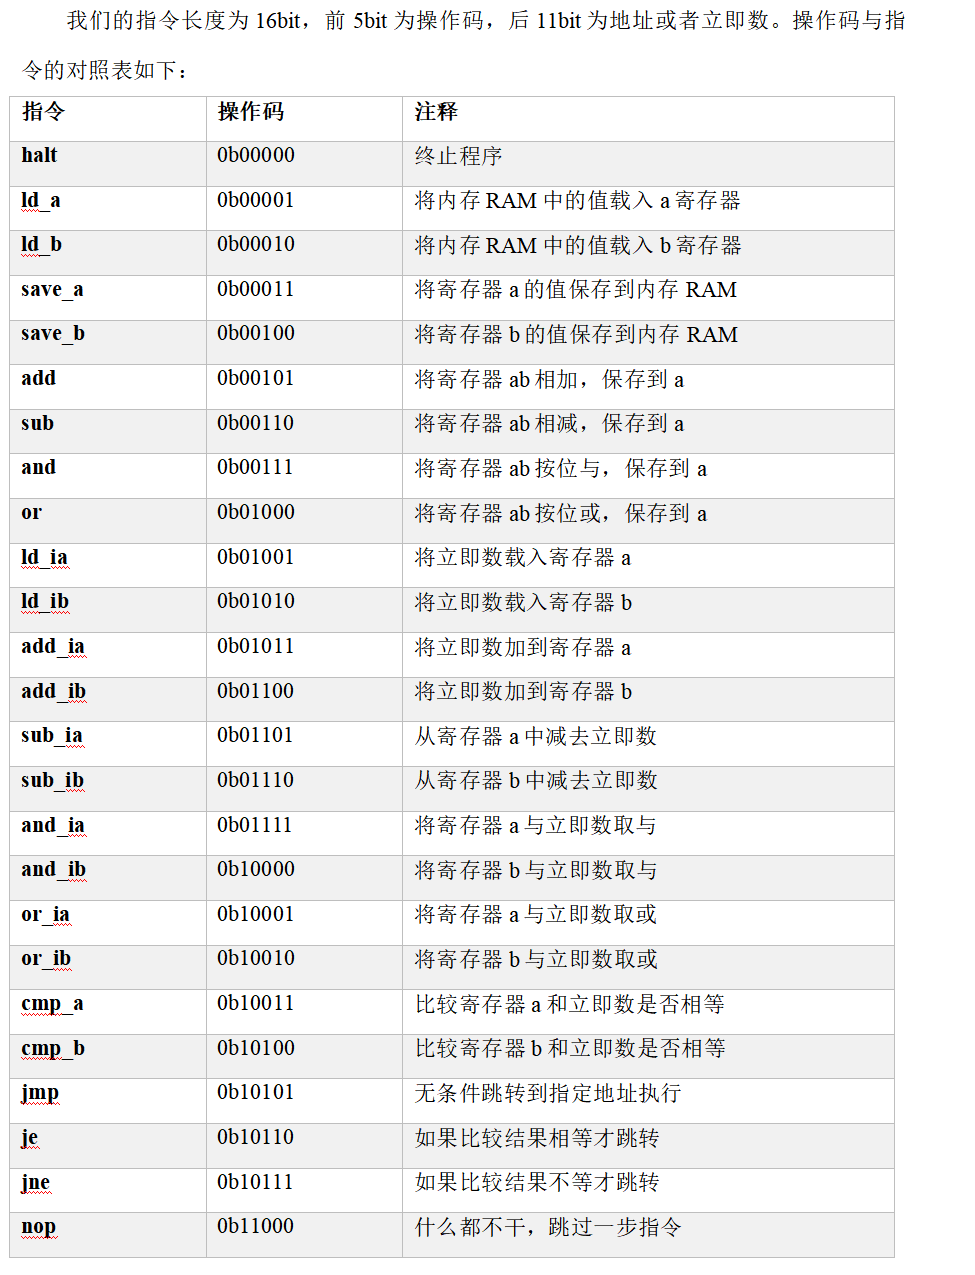 我们的指令长度为 16bit，前 5bit 为操作码，后 11bit 为地址或者立即数。操作码与指
令的对照表如下：
指令 操作码 注释
halt 0b00000 终止程序
ld_a 0b00001 将内存 RAM 中的值载入 a 寄存器
ld_b 0b00010 将内存 RAM 中的值载入 b 寄存器
save_a 0b00011 将寄存器 a 的值保存到内存 RAM
save_b 0b00100 将寄存器 b 的值保存到内存 RAM
add 0b00101 将寄存器 ab 相加，保存到 a
sub 0b00110 将寄存器 ab 相减，保存到 a
and 0b00111 将寄存器 ab 按位与，保存到 a
or 0b01000 将寄存器 ab 按位或，保存到 a
ld_ia 0b01001 将立即数载入寄存器 a
ld_ib 0b01010 将立即数载入寄存器 b
add_ia 0b01011 将立即数加到寄存器 a
add_ib 0b01100 将立即数加到寄存器 b
sub_ia 0b01101 从寄存器 a 中减去立即数
sub_ib 0b01110 从寄存器 b 中减去立即数
and_ia 0b01111 将寄存器 a 与立即数取与
and_ib 0b10000 将寄存器 b 与立即数取与
or_ia 0b10001 将寄存器 a 与立即数取或
or_ib 0b10010 将寄存器 b 与立即数取或
cmp_a 0b10011 比较寄存器 a 和立即数是否相等
cmp_b 0b10100 比较寄存器 b 和立即数是否相等
jmp 0b10101 无条件跳转到指定地址执行
je 0b10110 如果比较结果相等才跳转
jne 0b10111 如果比较结果不等才跳转
nop 0b11000 什么都不干，跳过一步指令